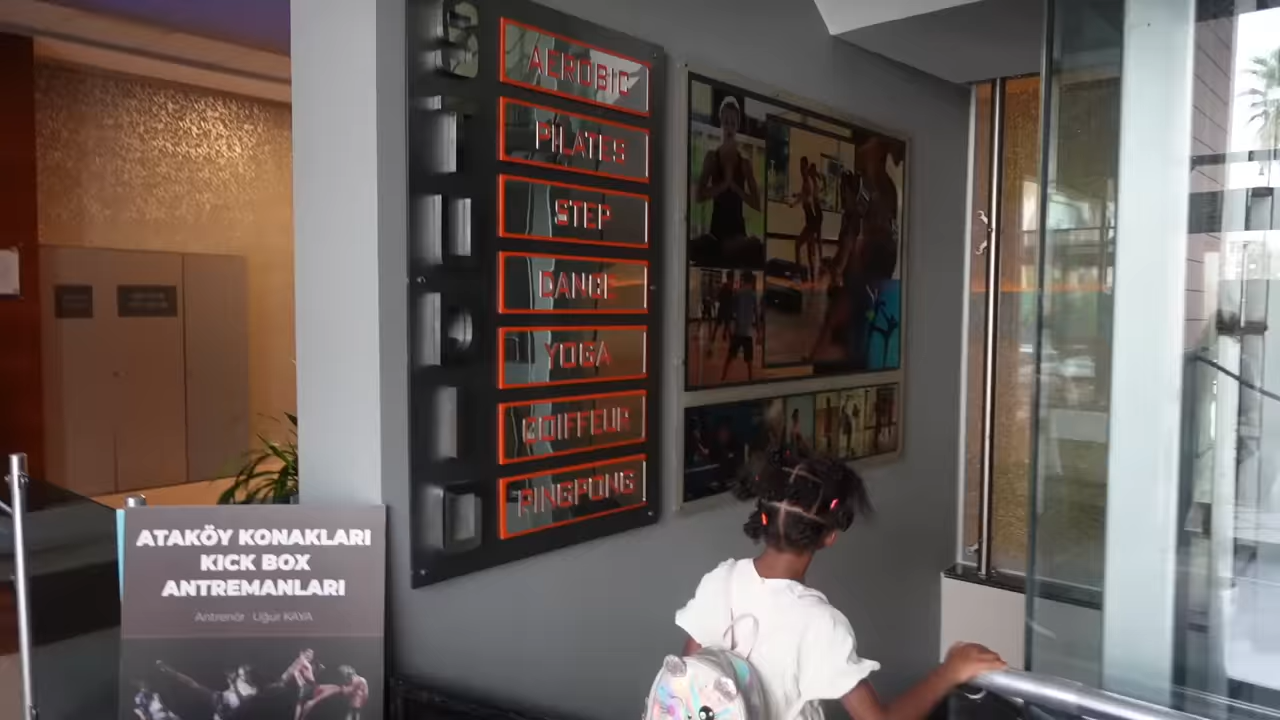 AEROBIC
PILATES
STEP
DANCE
YOGA
COIFFEUR
PINGPONG
ATAKÖY KONAKLARI
KICK BOX
ANTREMANLARI
Antrenör Uğur KAYA